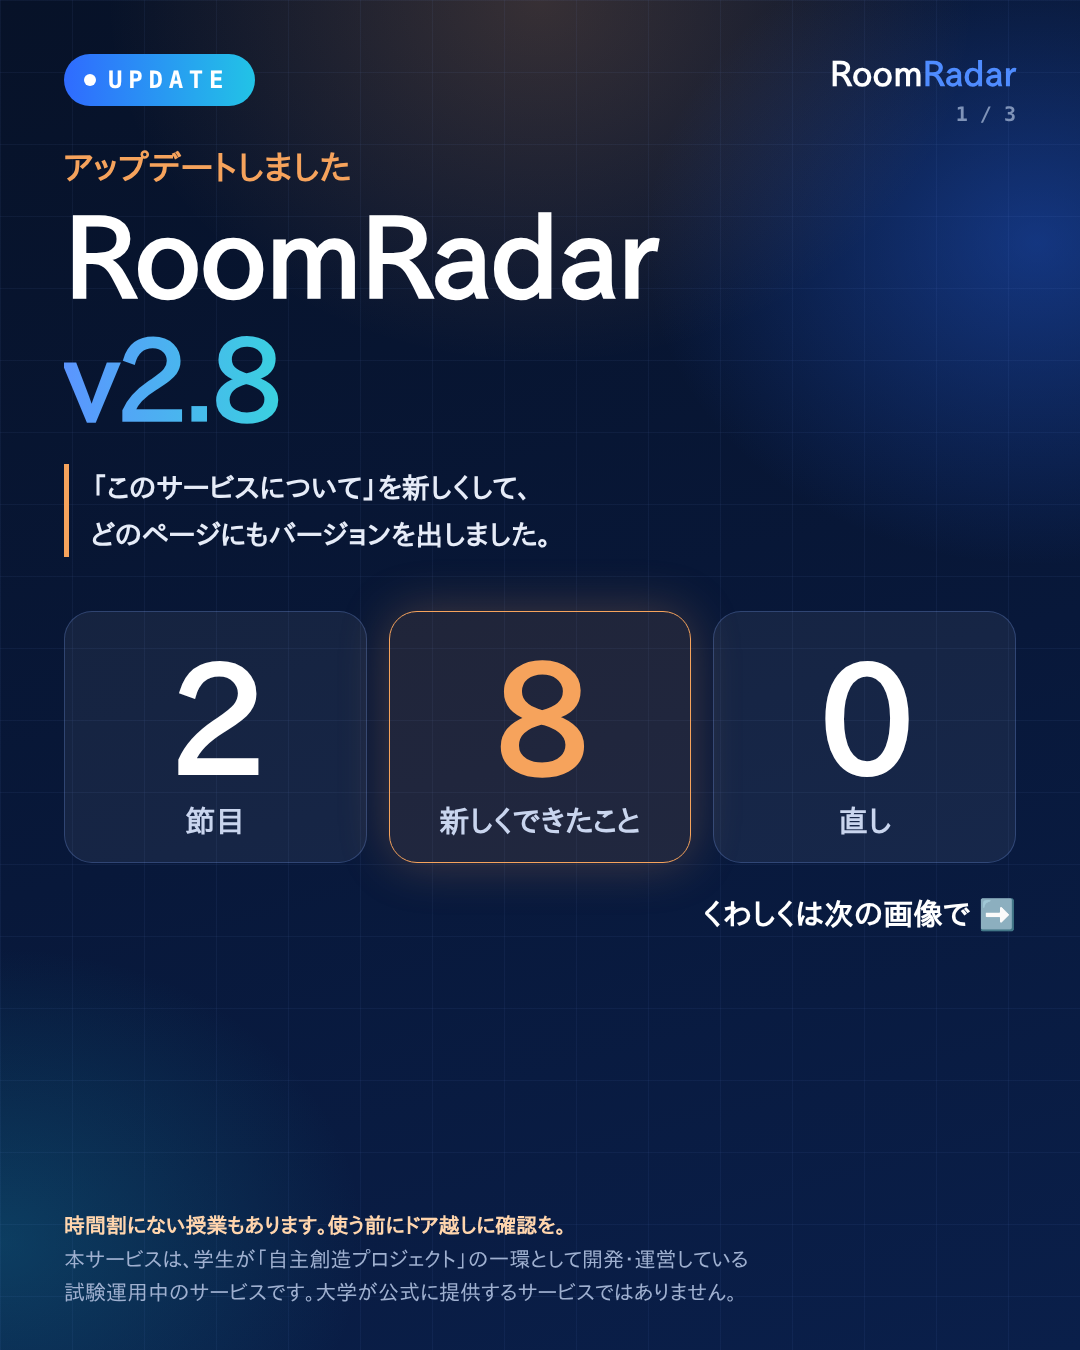 UPDATE
RoomRadar
1 / 3
アップデートしました
RoomRadar
v2.8
「このサービスについて」を新しくして、
どのページにもバージョンを出しました。
2
節目
8
新しくできたこと
0
直し
くわしくは次の画像で ➡️
時間割にない授業もあります。使う前にドア越しに確認を。
本サービスは、学生が「自主創造プロジェクト」の一環として開発・運営している
試験運用中のサービスです。大学が公式に提供するサービスではありません。